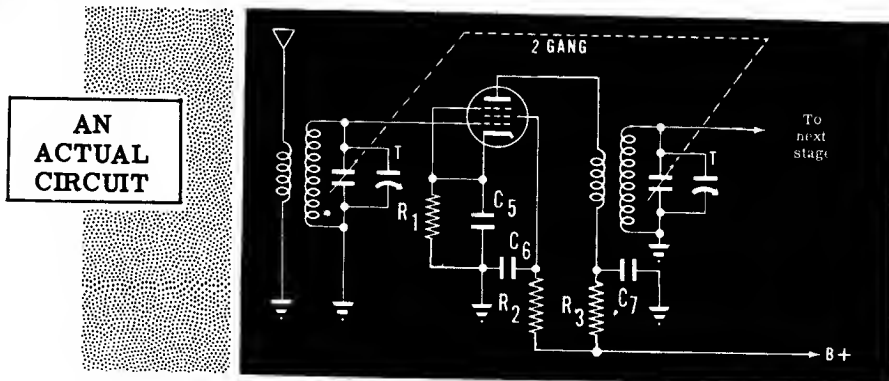 AN
ACTUAL
CIRCUIT
2 GANG
T
R1
C5
C6
R2
R3
C7
T
To
next
stage
B+